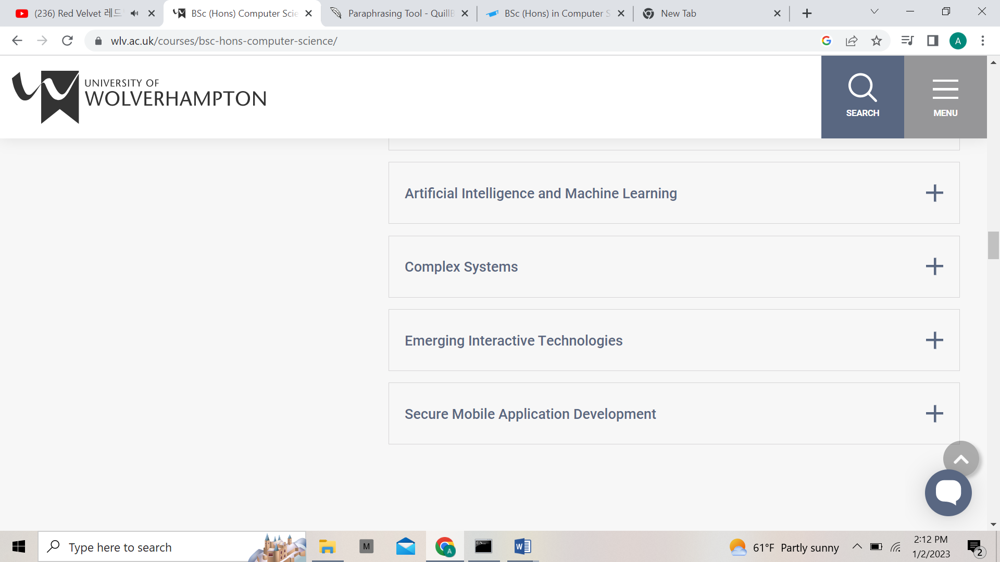 (236) Red Velvet 레드
BSc (Hons) Computer Scie
Paraphrasing Tool - QuillB
BSc (Hons) in Computer S
New Tab
wlv.ac.uk/courses/bsc-hons-computer-science/
A
UNIVERSITY OF
WOLVERHAMPTON
SEARCH
MENU
Artificial Intelligence and Machine Learning
Complex Systems
Emerging Interactive Technologies
Secure Mobile Application Development
Type here to search
M
A
61°F Partly sunny
2:12 PM
1/2/2023
2